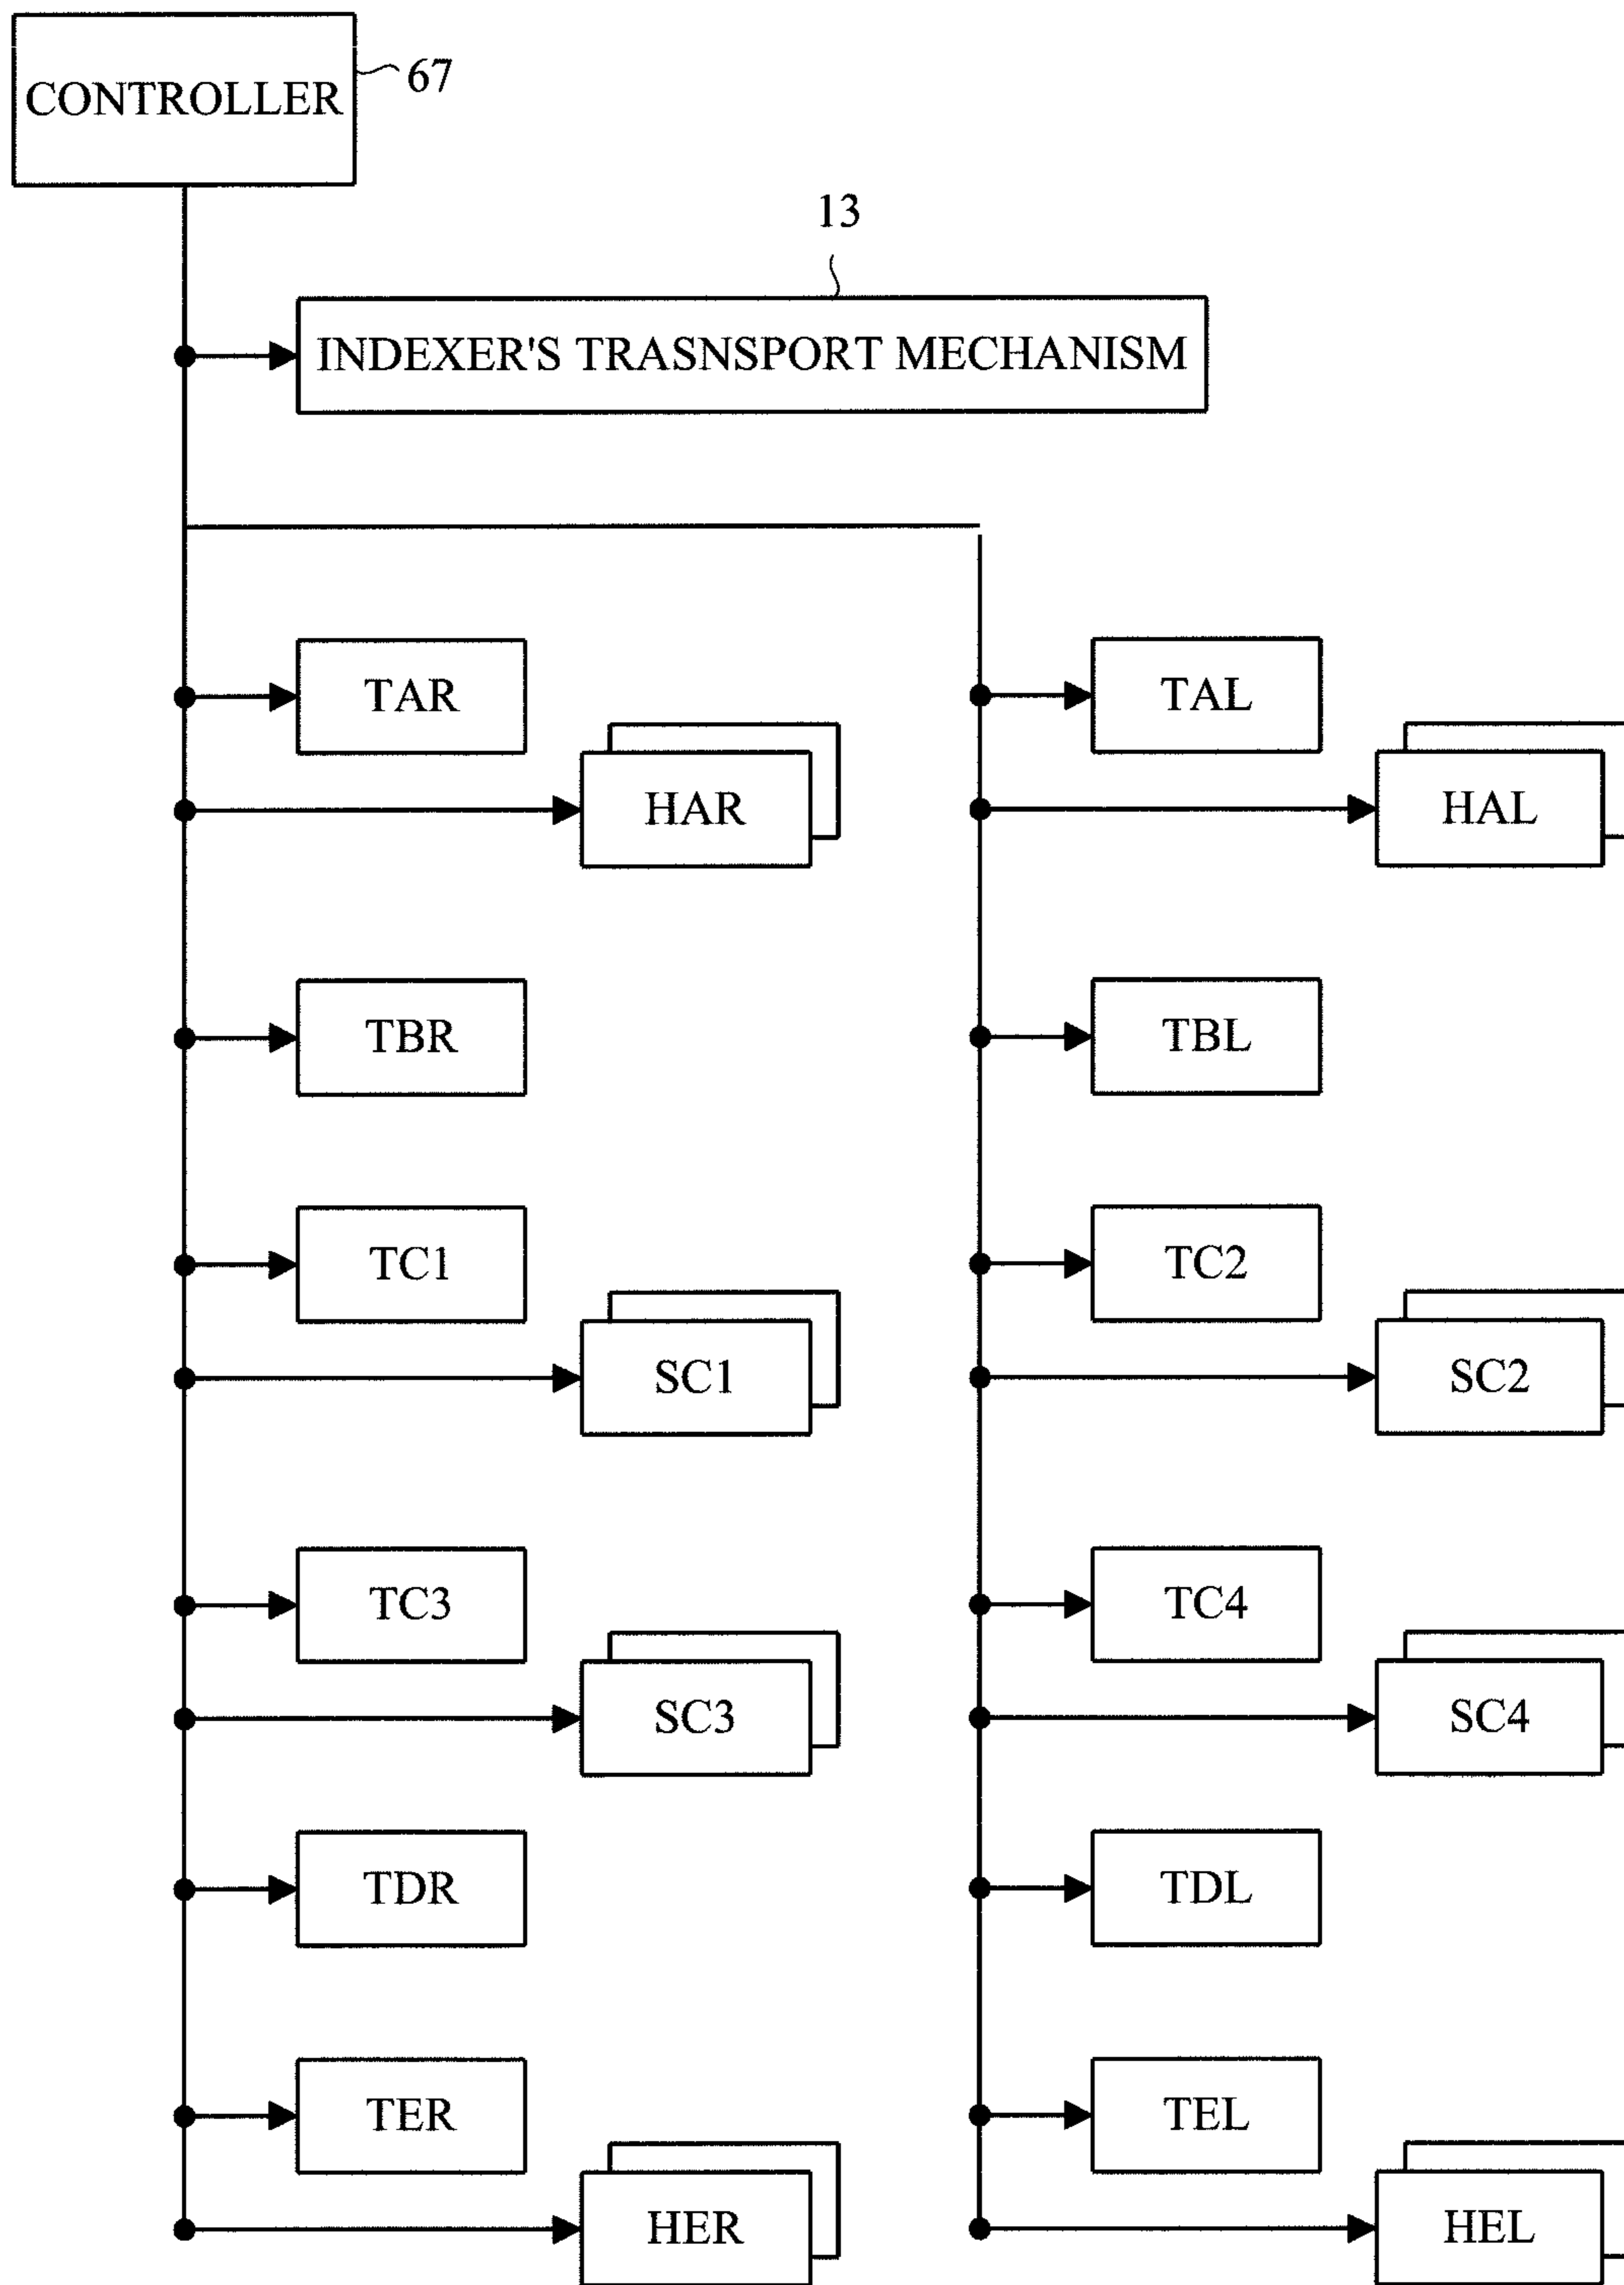 CONTROLLER
67
13
INDEXER'S TRASNSPORT MECHANISM
TAR
TAL
HAR
HAL
TBR
TBL
TC1
TC2
SC1
SC2
TC3
TC4
SC3
SC4
TDR
TDL
TER
TEL
HER
HEL